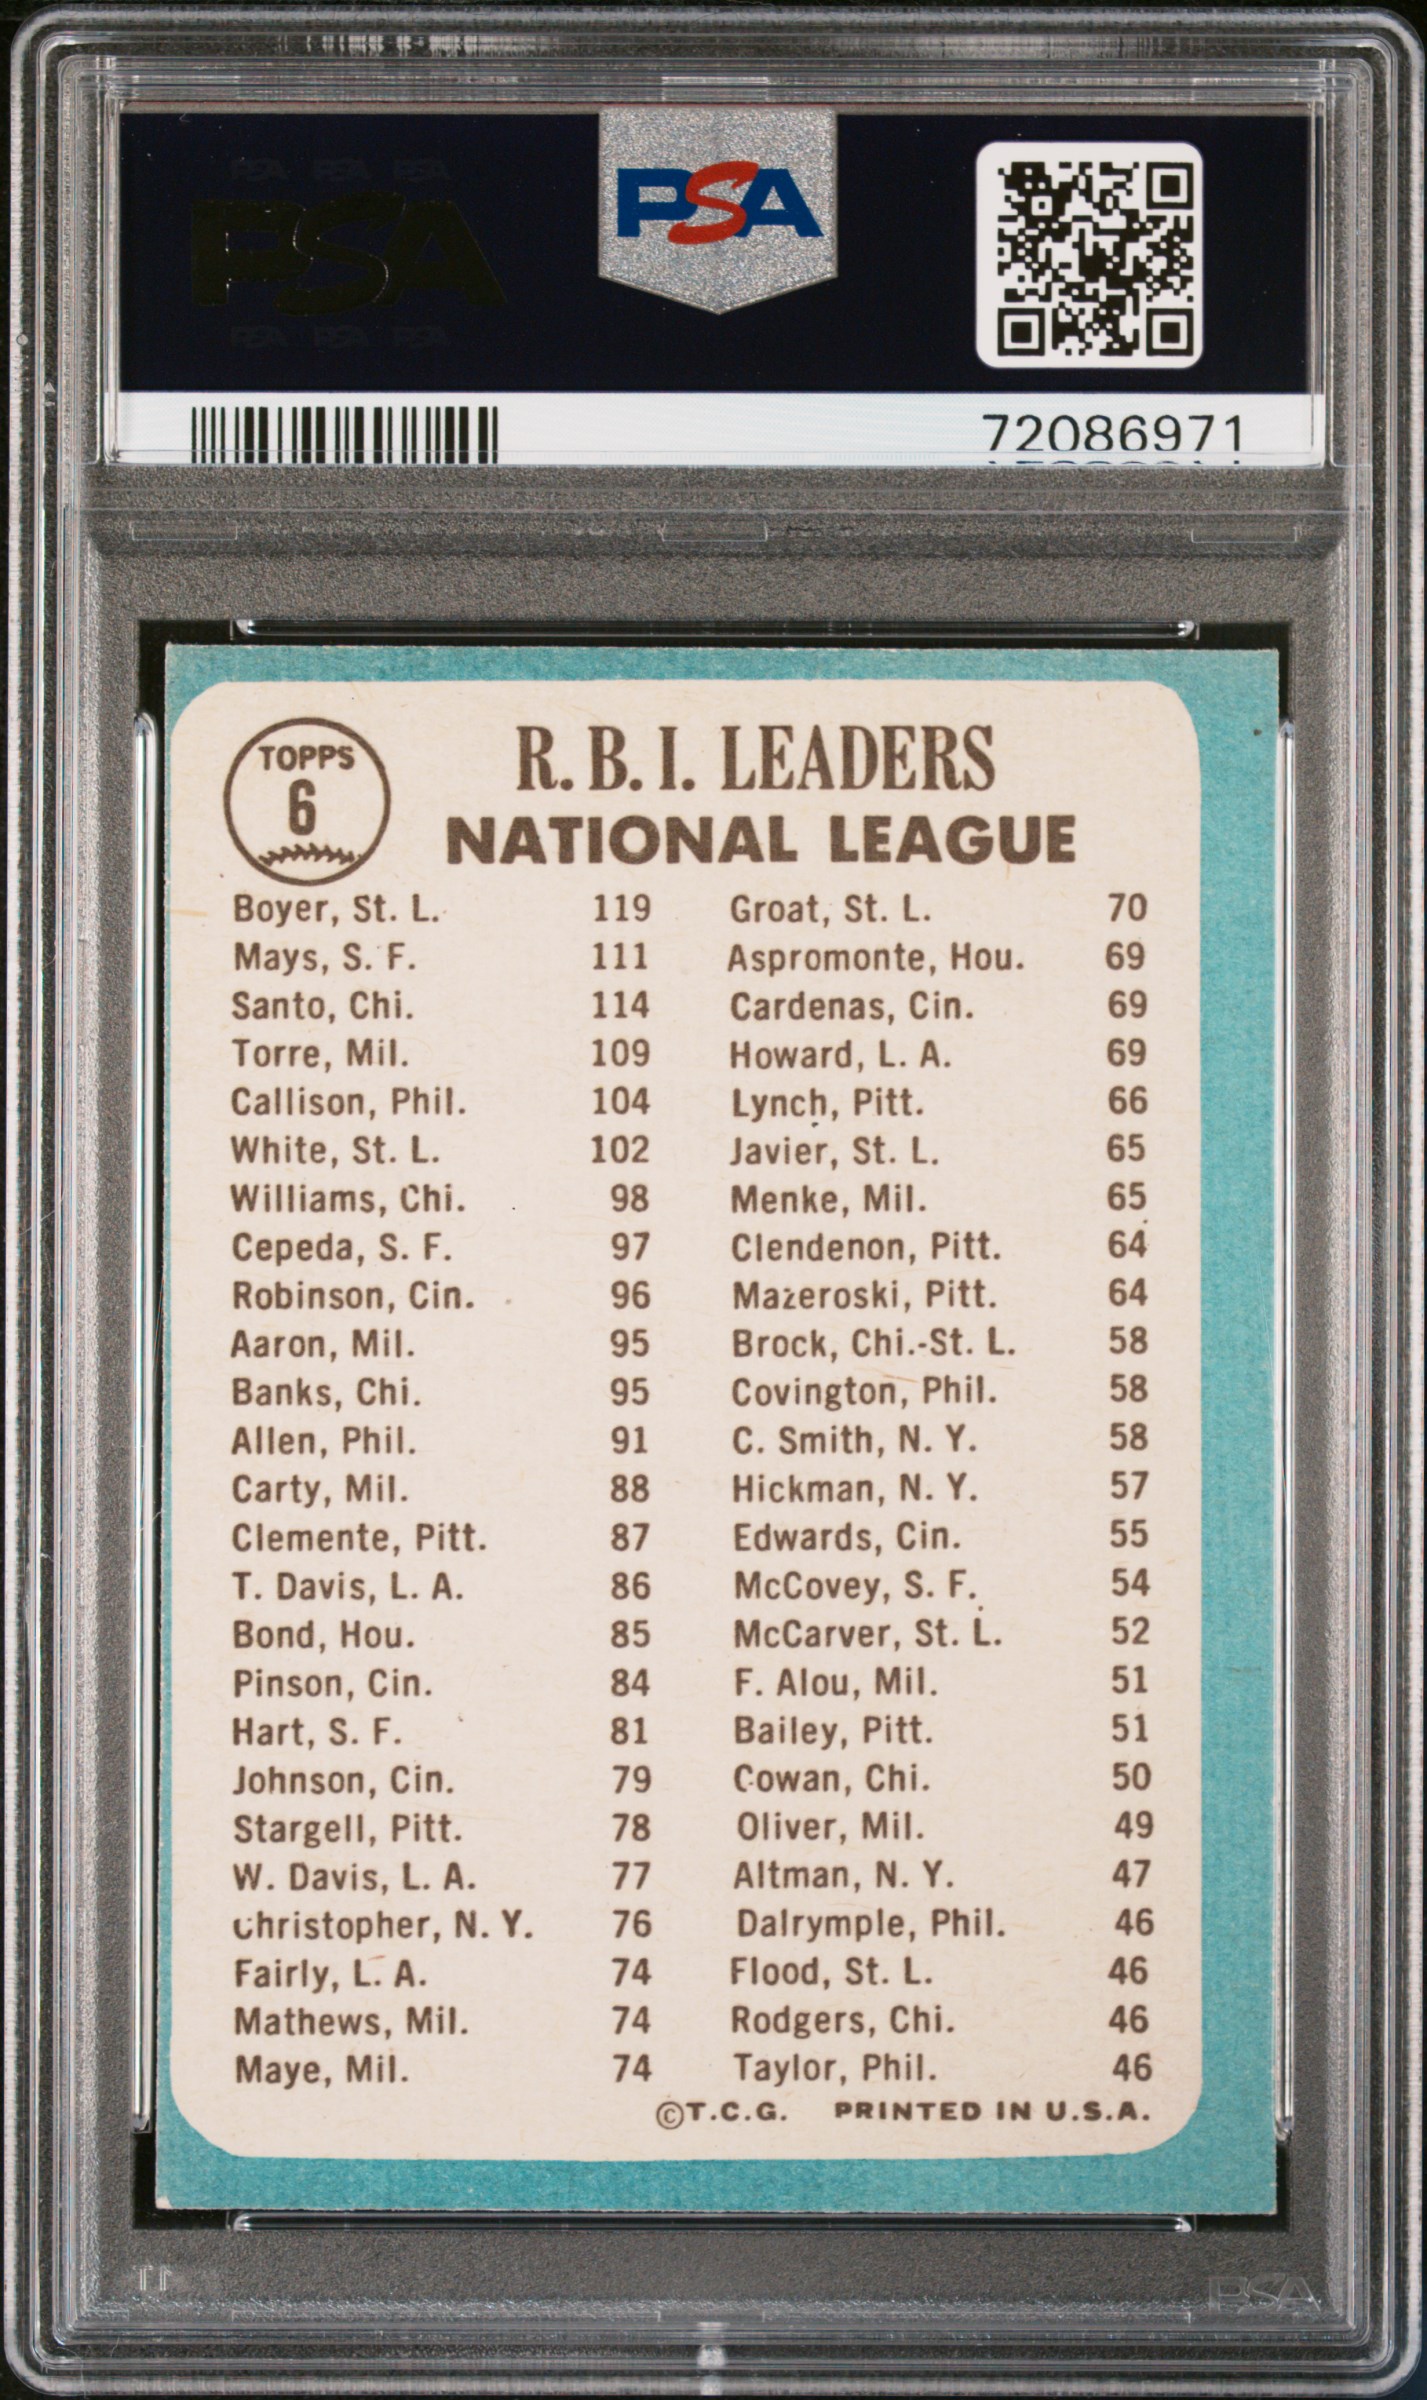 PSA PSA PSA
PSA
PSA PSA PSA
PSA
72086971
TOPPS
6
R. B. I. LEADERS
NATIONAL LEAGUE
Boyer, St. L. 119
Mays, S. F. 111
Santo, Chi. 114
Torre, Mil. 109
Callison, Phil. 104
White, St. L. 102
Williams, Chi. 98
Cepeda, S. F. 97
Robinson, Cin. 96
Aaron, Mil. 95
Banks, Chi. 95
Allen, Phil. 91
Carty, Mil. 88
Clemente, Pitt. 87
T. Davis, L. A. 86
Bond, Hou. 85
Pinson, Cin. 84
Hart, S. F. 81
Johnson, Cin. 79
Stargell, Pitt. 78
W. Davis, L. A. 77
Christopher, N. Y. 76
Fairly, L. A. 74
Mathews, Mil. 74
Maye, Mil. 74
Groat, St. L. 70
Aspromonte, Hou. 69
Cardenas, Cin. 69
Howard, L. A. 69
Lynch, Pitt. 66
Javier, St. L. 65
Menke, Mil. 65
Clendenon, Pitt. 64
Mazeroski, Pitt. 64
Brock, Chi.-St. L. 58
Covington, Phil. 58
C. Smith, N. Y. 58
Hickman, N. Y. 57
Edwards, Cin. 55
McCovey, S. F. 54
McCarver, St. L. 52
F. Alou, Mil. 51
Bailey, Pitt. 51
Cowan, Chi. 50
Oliver, Mil. 49
Altman, N. Y. 47
Dalrymple, Phil. 46
Flood, St. L. 46
Rodgers, Chi. 46
Taylor, Phil. 46
©T.C.G. PRINTED IN U.S.A.
PSA